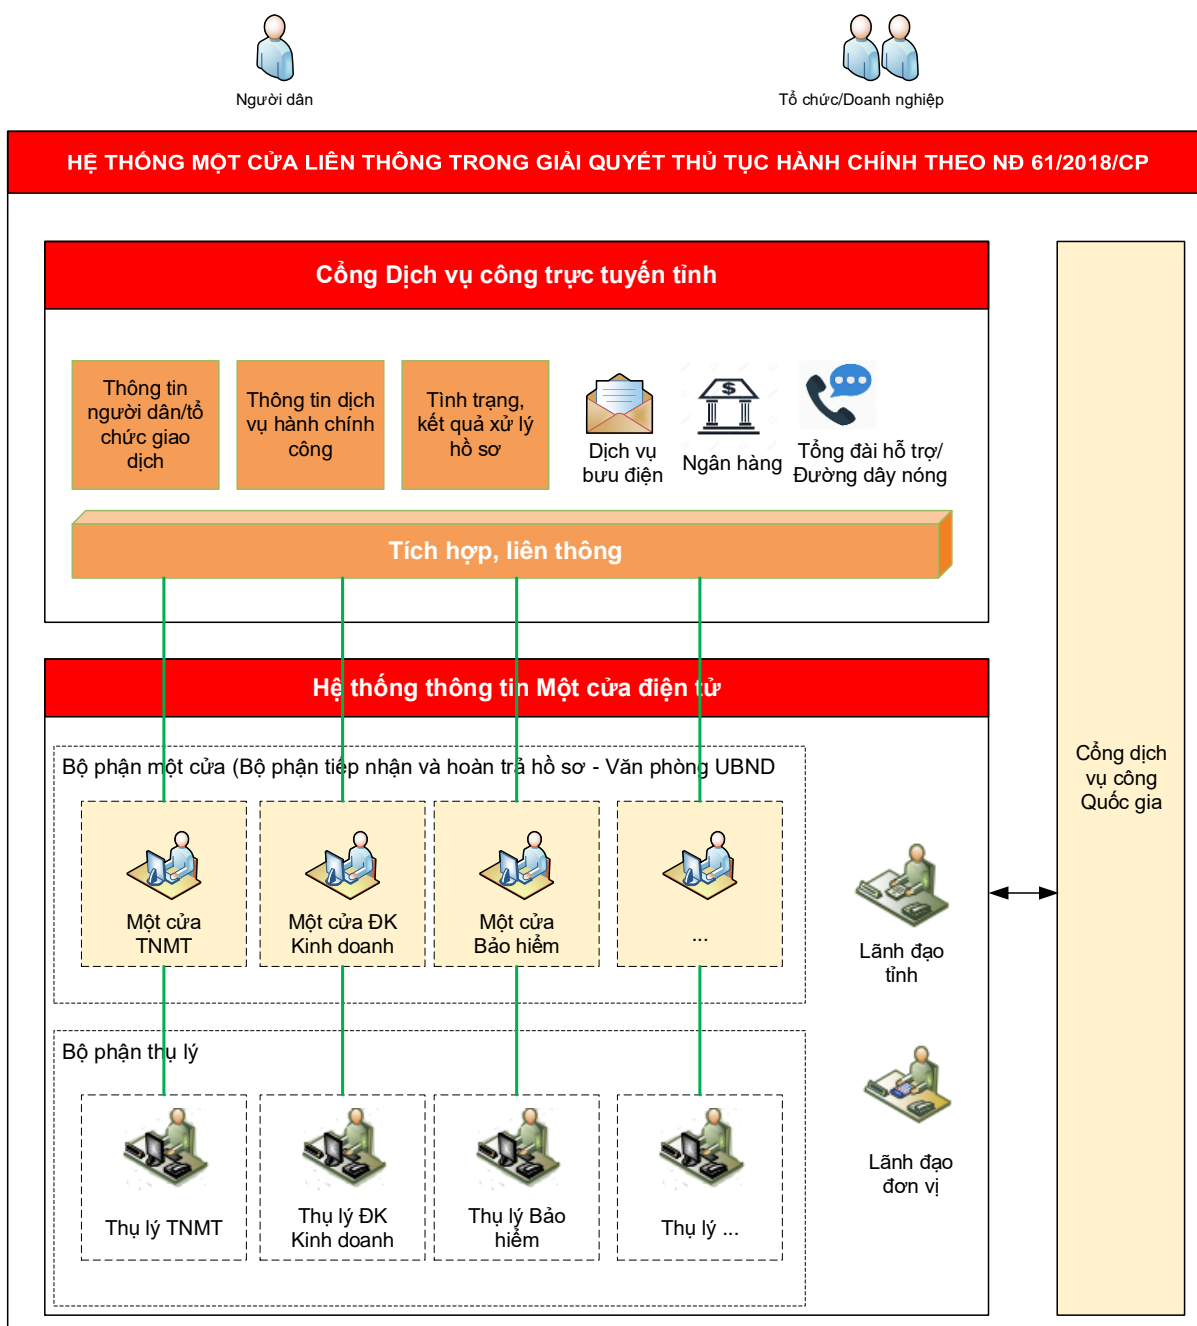 Người dân
Tổ chức/Doanh nghiệp
HỆ THỐNG MỘT CỬA LIÊN THÔNG TRONG GIẢI QUYẾT THỦ TỤC HÀNH CHÍNH THEO NĐ 61/2018/CP
Cổng Dịch vụ công trực tuyến tỉnh
Thông tin
người dân/tổ
chức giao
dịch
Thông tin dịch
vụ hành chính
công
Tình trạng,
kết quả xử lý
hồ sơ
Dịch vụ
bưu điện
$
Ngân hàng
Tổng đài hỗ trợ/
Đường dây nóng
Tích hợp, liên thông
Hệ thống thông tin Một cửa điện tử
Bộ phận một cửa (Bộ phận tiếp nhận và hoàn trả hồ sơ - Văn phòng UBND
Một cửa
TNMT
Một cửa ĐK
Kinh doanh
Một cửa
Bảo hiểm
...
Lãnh đạo
tỉnh
Bộ phận thụ lý
Thụ lý TNMT
Thụ lý ĐK
Kinh doanh
Thụ lý Bảo
hiểm
Thụ lý ...
Lãnh đạo
đơn vị
Cổng dịch
vụ công
Quốc gia